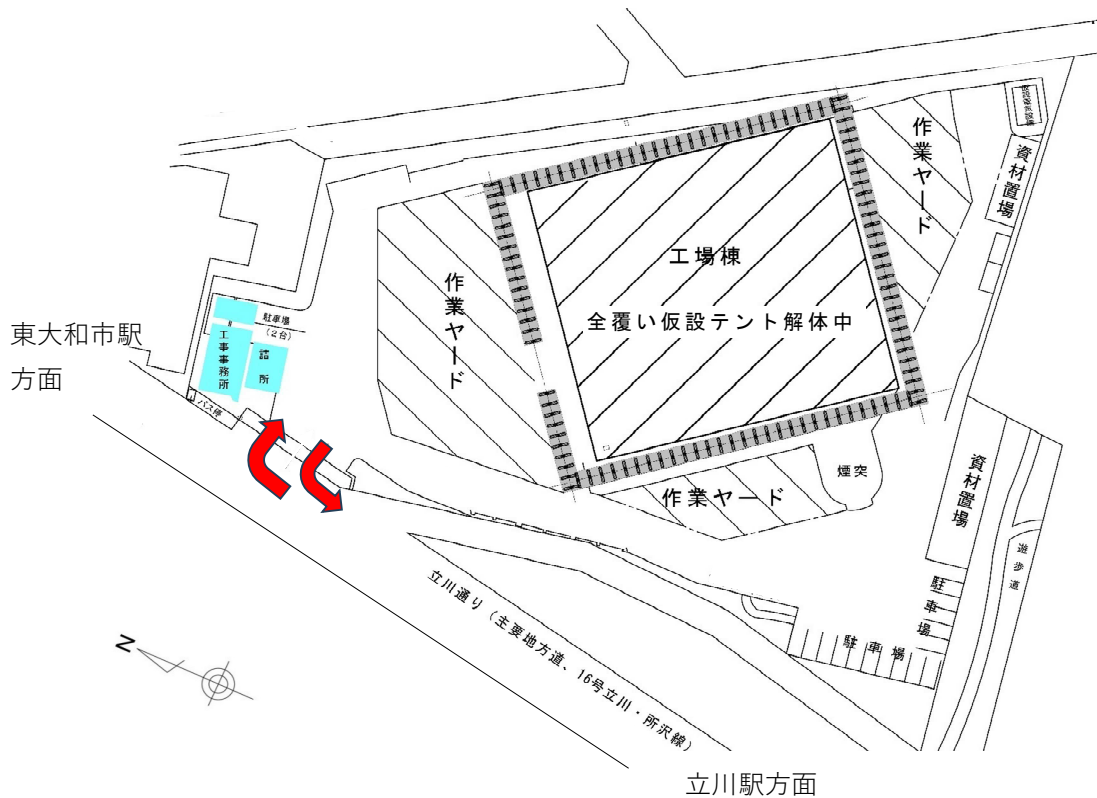 作業ヤード
資材置場
工場棟
全覆い仮設テント解体中
作業ヤード
駐車場
(2台)
工事事務所
詰所
バス停
東大和市駅
方面
煙突
作業ヤード
資材置場
遊歩道
駐車場
駐車場
立川通り(主要地方道、16号立川・所沢線)
N
立川駅方面